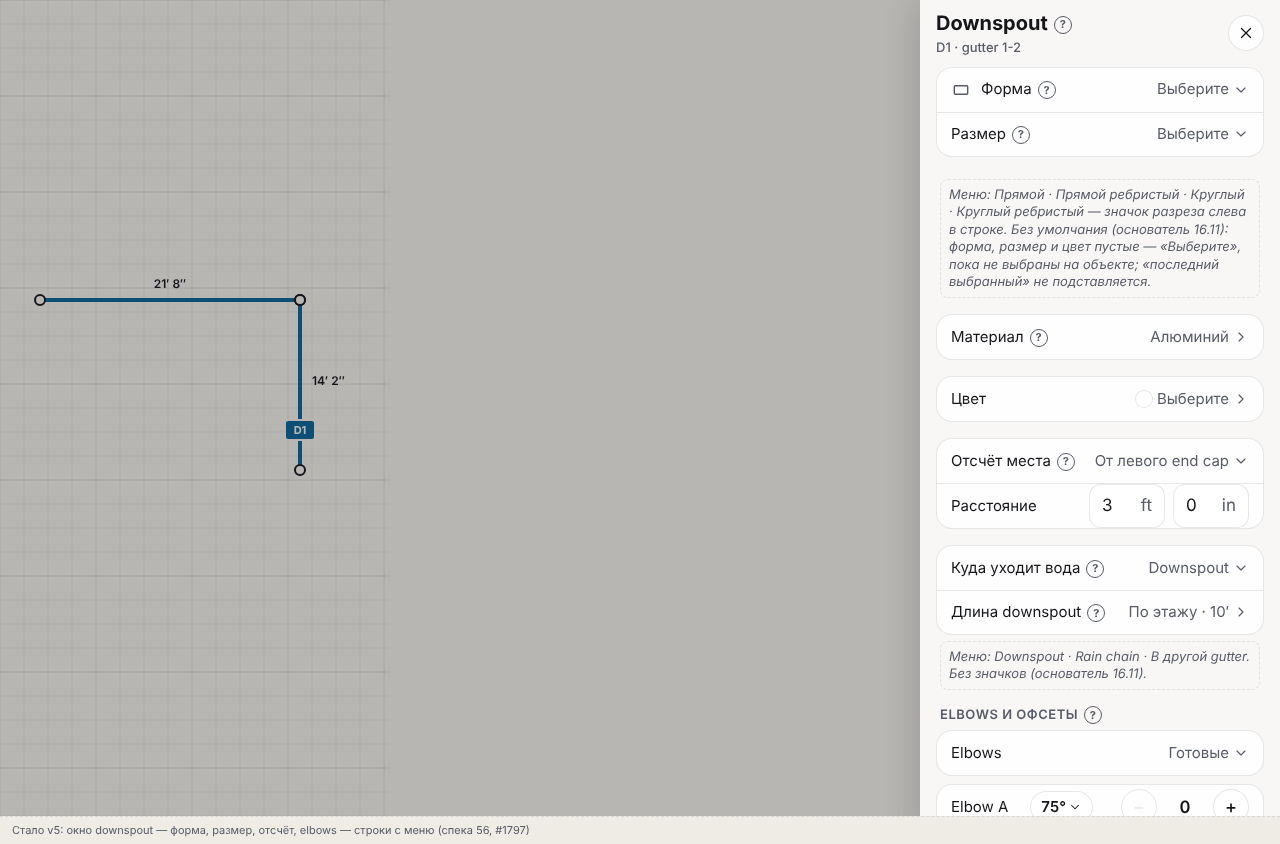 Downspout ?
D1 · gutter 1-2
Форма ? Выберите
Размер ? Выберите
Меню: Прямой · Прямой ребристый · Круглый
· Круглый ребристый — значок разреза слева
в строке. Без умолчания (основатель 16.11):
форма, размер и цвет пустые — «Выберите»,
пока не выбраны на объекте; «последний
выбранный» не подставляется.
21′ 8″
14′ 2″
D1
Материал ? Алюминий
Цвет Выберите
Отсчёт места ? От левого end cap
Расстояние 3 ft 0 in
Куда уходит вода ? Downspout
Длина downspout ? По этажу · 10′
Меню: Downspout · Rain chain · В другой gutter.
Без значков (основатель 16.11).
ELBOWS И ОФСЕТЫ ?
Elbows Готовые
Elbow A 75° − 0 +
Стало v5: окно downspout — форма, размер, отсчёт, elbows — строки с меню (спека 56, #1797)